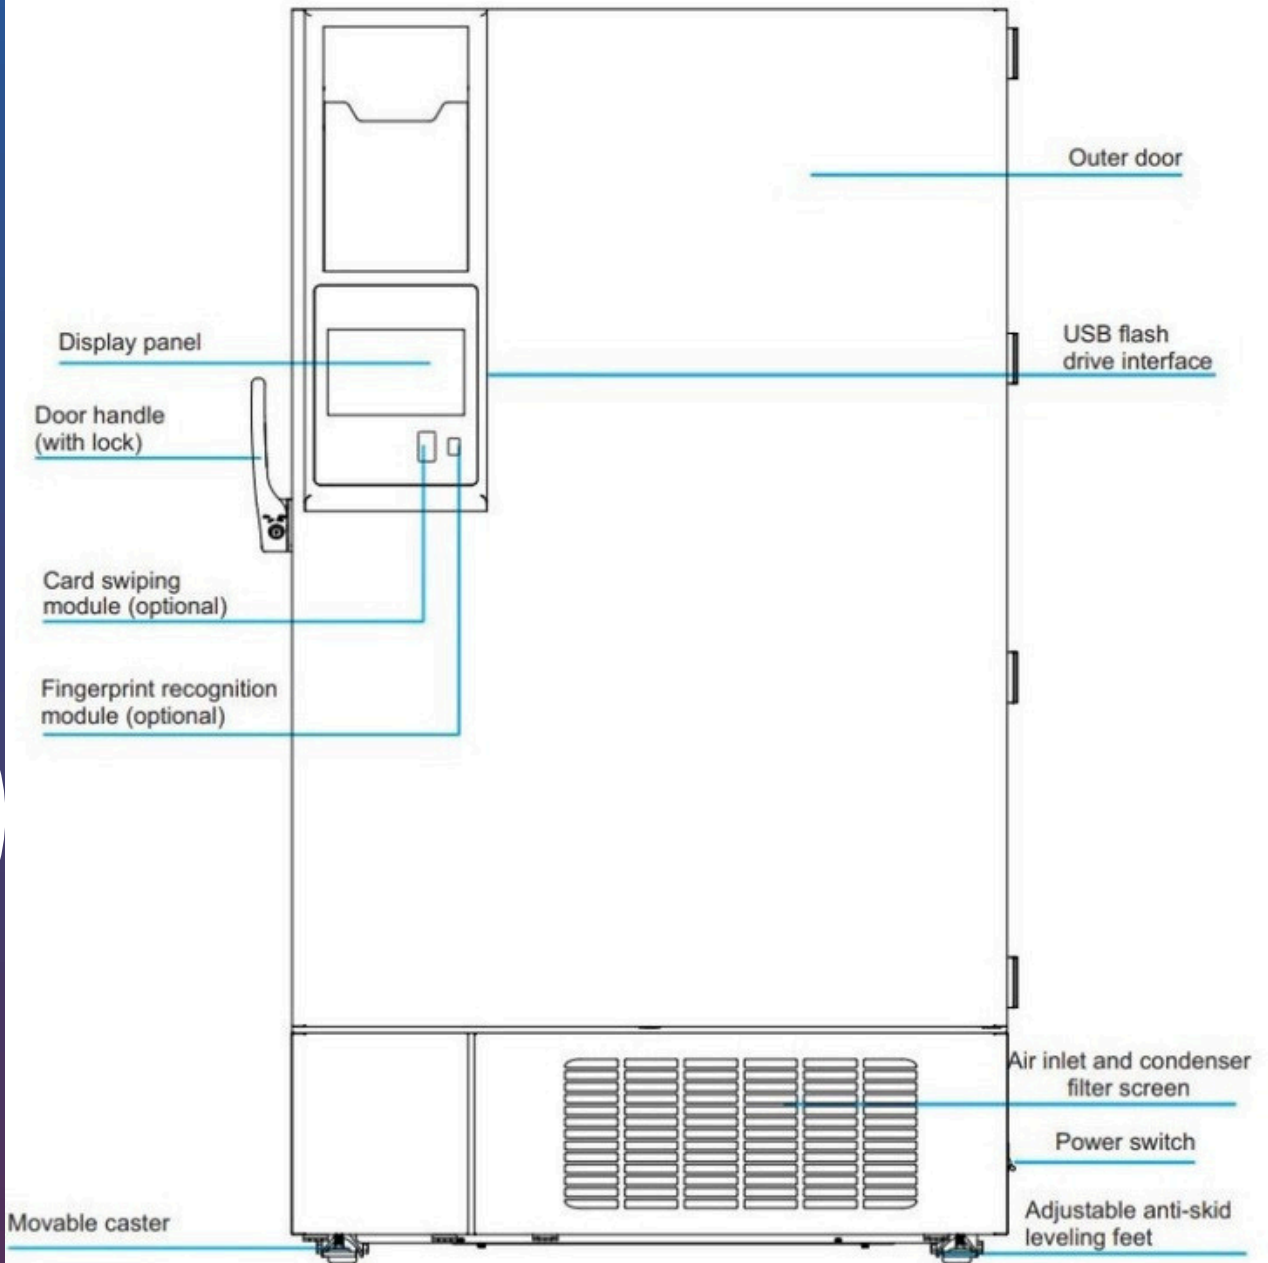 Outer door
USB flash
drive interface
Display panel
Door handle
(with lock)
Card swiping
module (optional)
Fingerprint recognition
module (optional)
Air inlet and condenser
filter screen
Power switch
Adjustable anti-skid
leveling feet
Movable caster